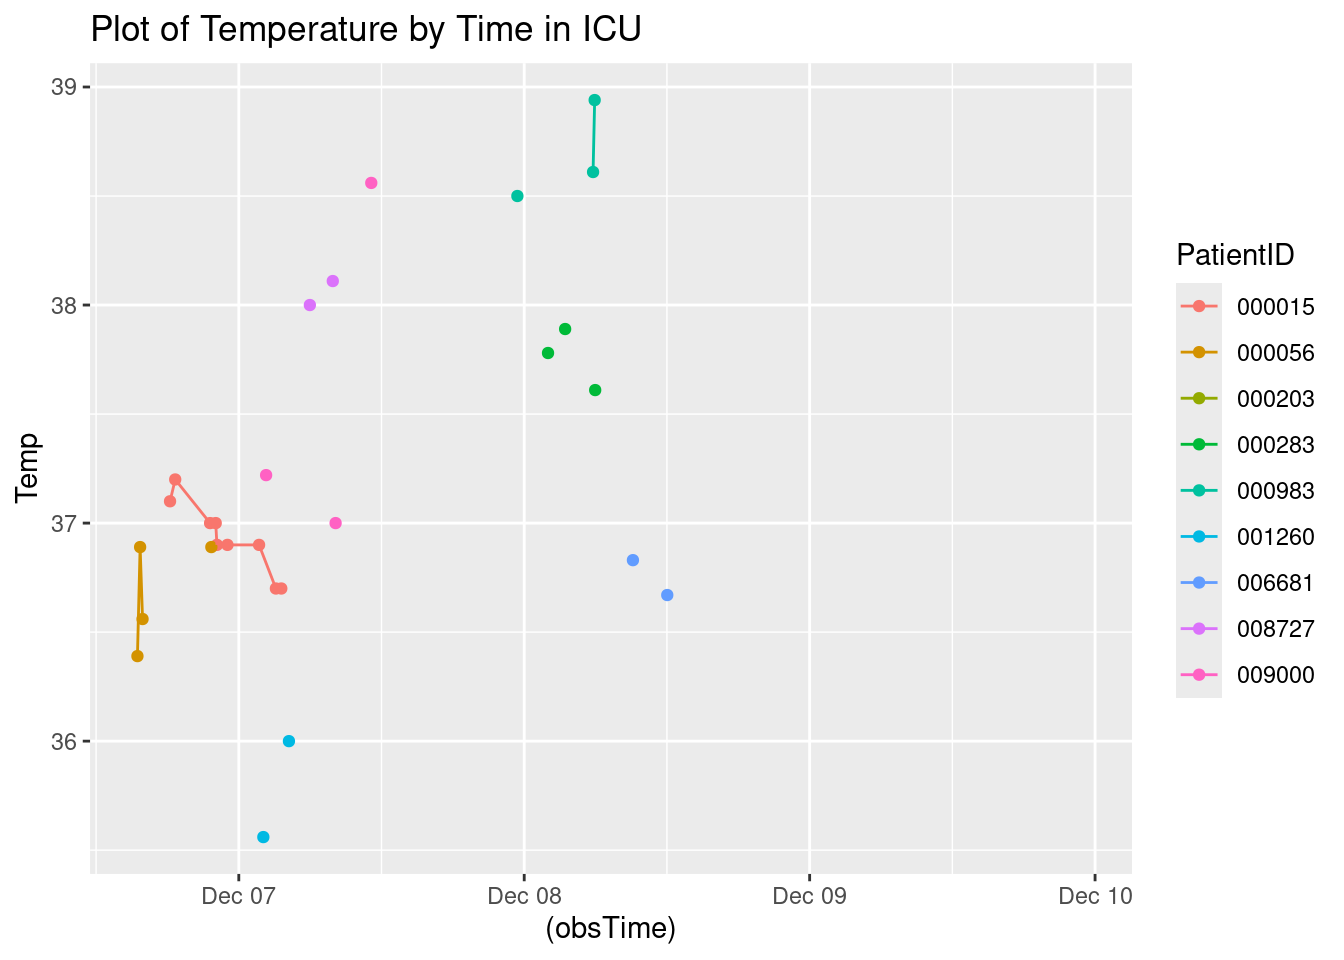 Plot of Temperature by Time in ICU
39
38
37
36
Temp
Dec 07
Dec 08
Dec 09
Dec 10
(obsTime)
PatientID
000015
000056
000203
000283
000983
001260
006681
008727
009000